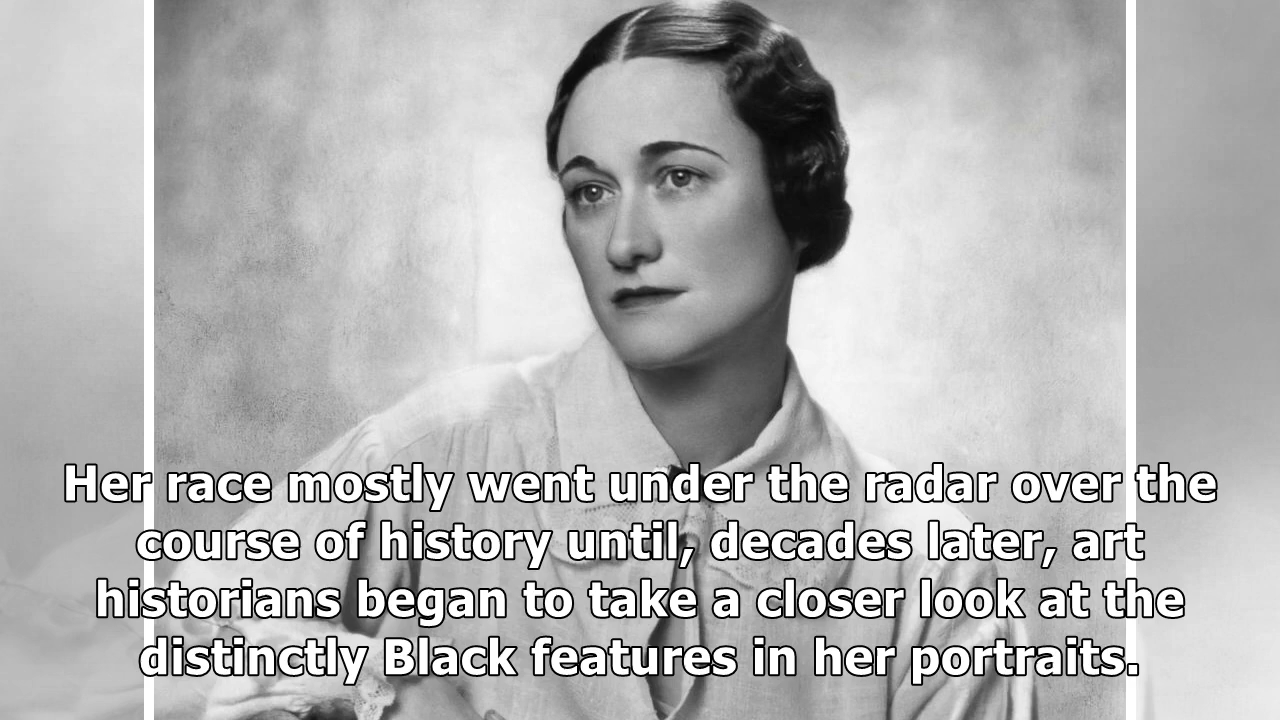 Her race mostly went under the radar over the
course of history until, decades later, art
historians began to take a closer look at the
distinctly Black features in her portraits.